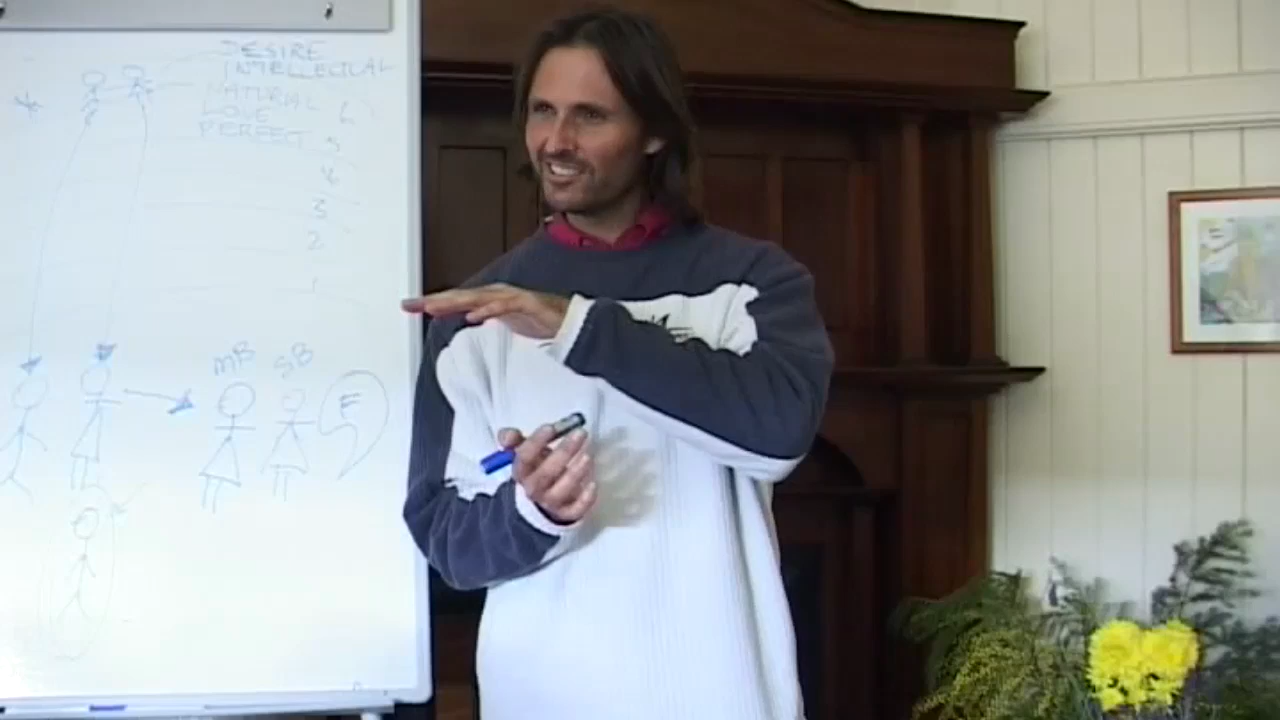 DESIRE
INTELLECTUAL
NATURAL 6
LOVE
PERFECT 5
4
3
2
1
MB SB
F